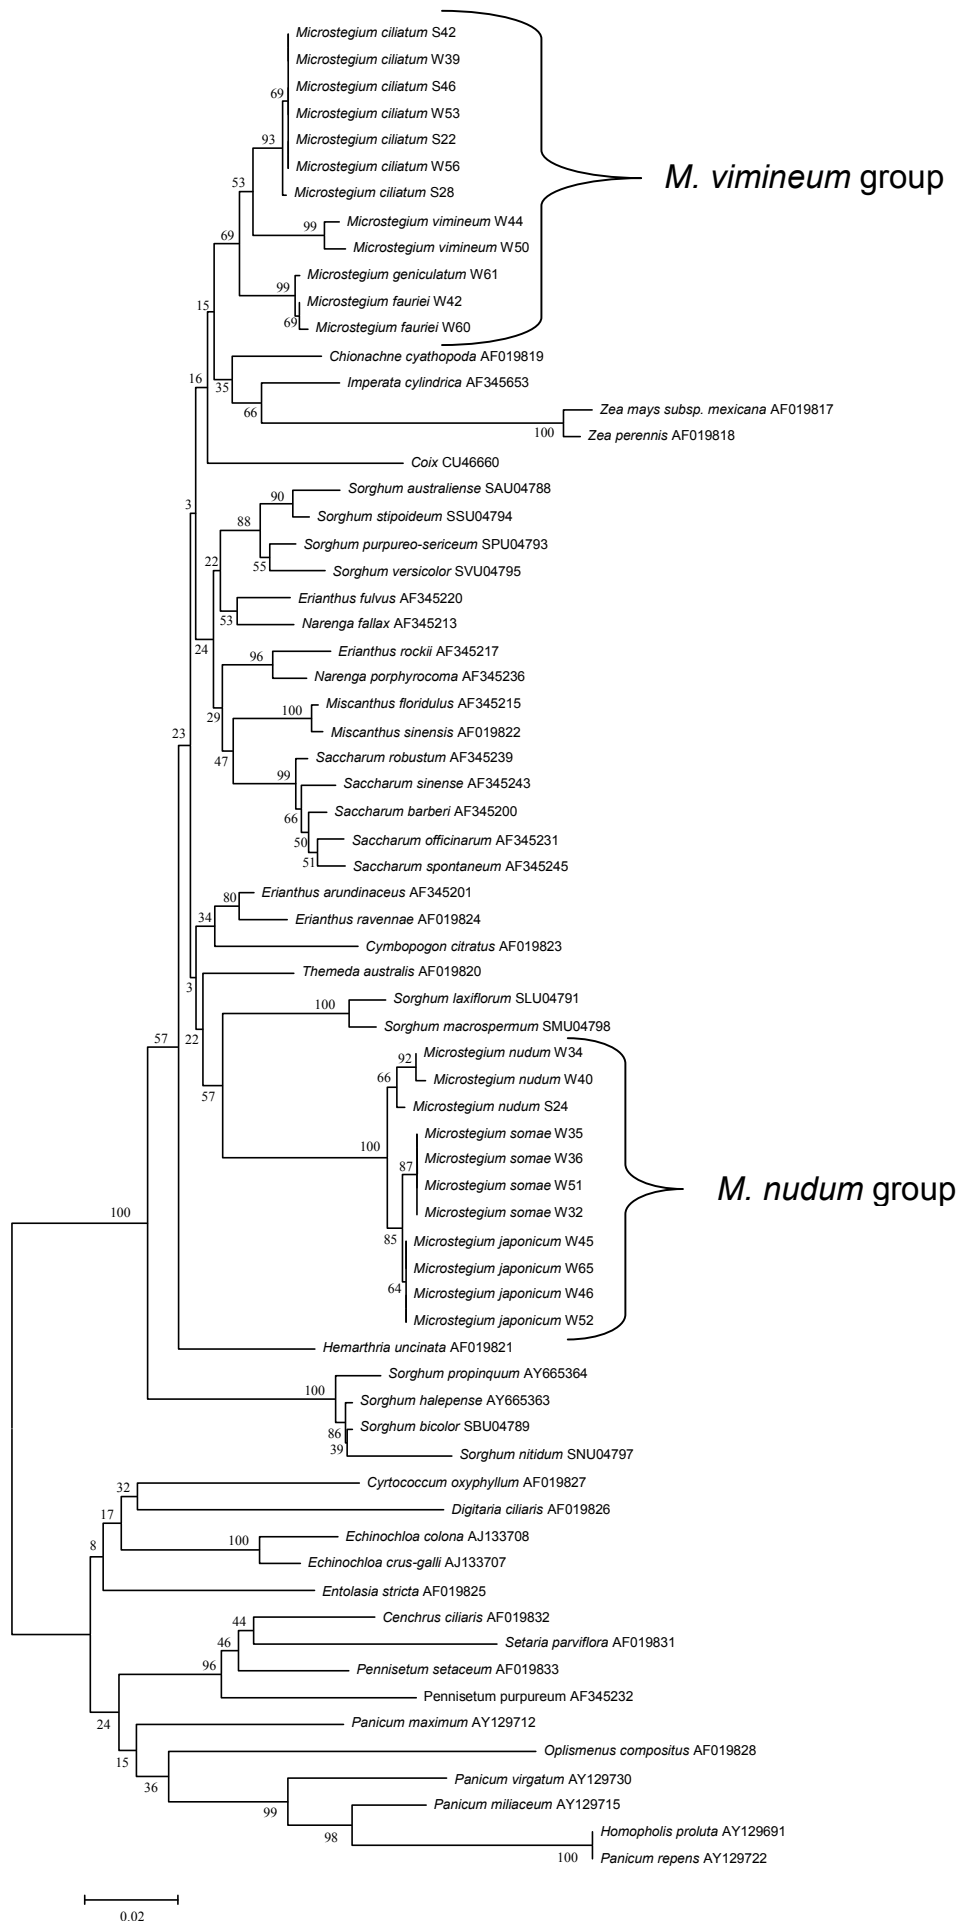 Microstegium ciliatum S42
Microstegium ciliatum W39
Microstegium ciliatum S46
69
Microstegium ciliatum W53
Microstegium ciliatum S22
93
Microstegium ciliatum W56
53
Microstegium ciliatum S28
M. vimineum group
99
Microstegium vimineum W44
69
Microstegium vimineum W50
Microstegium geniculatum W61
99
15
Microstegium fauriei W42
69
Microstegium fauriei W60
Chionachne cyathopoda AF019819
16
35
Imperata cylindrica AF345653
66
Zea mays subsp. mexicana AF019817
100
Zea perennis AF019818
Coix CU46660
Sorghum australiense SAU04788
90
3
Sorghum stipoideum SSU04794
88
Sorghum purpureo-sericeum SPU04793
22
55
Sorghum versicolor SVU04795
Erianthus fulvus AF345220
53
Narenga fallax AF345213
24
Erianthus rockii AF345217
96
Narenga porphyrocoma AF345236
Miscanthus floridulus AF345215
100
29
Miscanthus sinensis AF019822
23
47
Saccharum robustum AF345239
99
Saccharum sinense AF345243
66
Saccharum barberi AF345200
50
Saccharum officinarum AF345231
51
Saccharum spontaneum AF345245
Erianthus arundinaceus AF345201
80
34
Erianthus ravennae AF019824
Cymbopogon citratus AF019823
3
Themeda australis AF019820
Sorghum laxiflorum SLU04791
100
57
22
Sorghum macrospermum SMU04798
Microstegium nudum W34
92
66
Microstegium nudum W40
57
Microstegium nudum S24
Microstegium somae W35
100
Microstegium somae W36
87
Microstegium somae W51
M. nudum group
100
Microstegium somae W32
85
Microstegium japonicum W45
Microstegium japonicum W65
64
Microstegium japonicum W46
Microstegium japonicum W52
Hemarthria uncinata AF019821
Sorghum propinquum AY665364
100
Sorghum halepense AY665363
86
Sorghum bicolor SBU04789
39
Sorghum nitidum SNU04797
32
Cyrtococcum oxyphyllum AF019827
17
Digitaria ciliaris AF019826
8
100
Echinochloa colona AJ133708
Echinochloa crus-galli AJ133707
Entolasia stricta AF019825
44
Cenchrus ciliaris AF019832
46
Setaria parviflora AF019831
96
Pennisetum setaceum AF019833
Pennisetum purpureum AF345232
24
Panicum maximum AY129712
15
Oplismenus compositus AF019828
36
Panicum virgatum AY129730
99
Panicum miliaceum AY129715
98
Homopholis proluta AY129691
100
Panicum repens AY129722
0.02